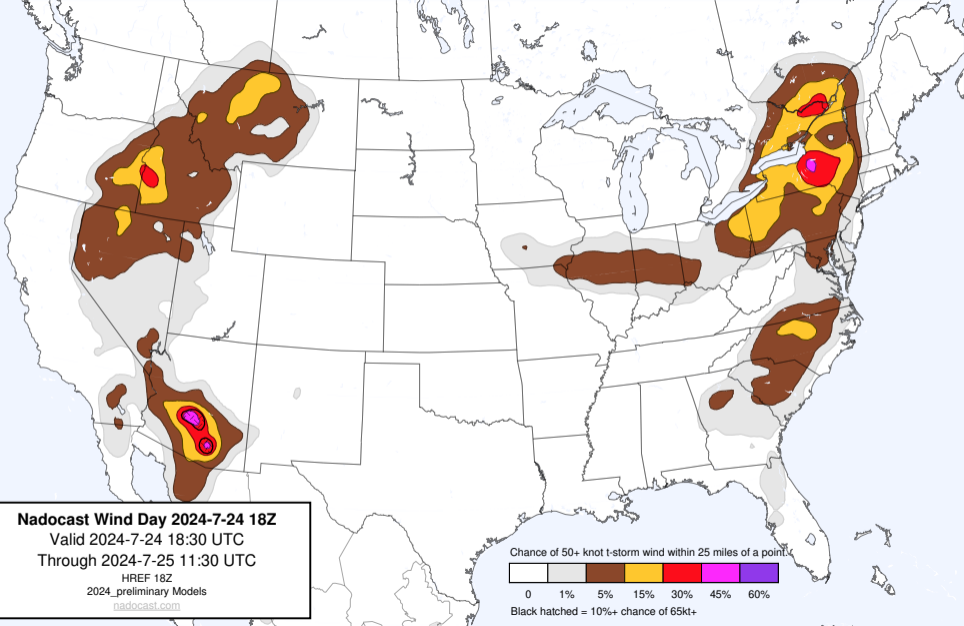 Nadocast Wind Day 2024-7-24 18Z
Valid 2024-7-24 18:30 UTC
Through 2024-7-25 11:30 UTC
HREF 18Z
2024_preliminary Models
nadocast.com
Chance of 50+ knot t-storm wind within 25 miles of a point.
0 1% 5% 15% 30% 45% 60%
Black hatched = 10%+ chance of 65kt+